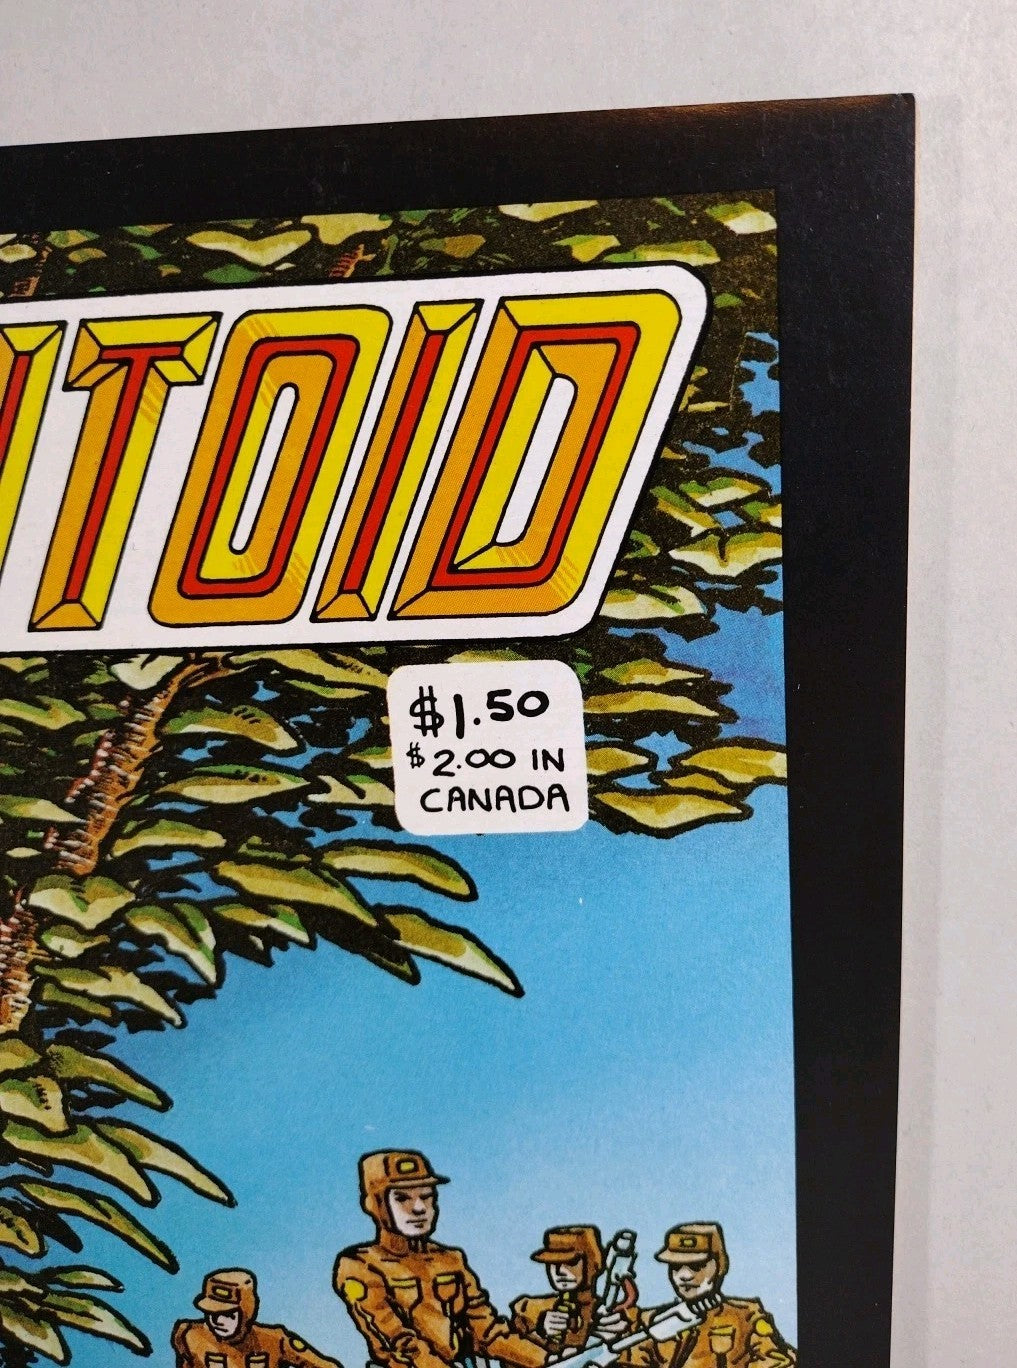 TOID
$1.50
$2.00 IN
CANADA